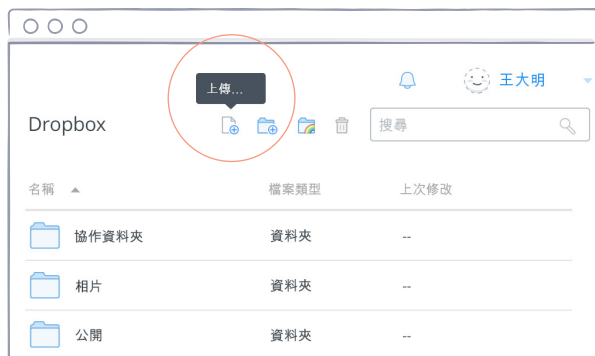 上傳...
王大明
Dropbox
搜尋
名稱 檔案類型 上次修改
協作資料夾 資料夾 --
相片 資料夾 --
公開 資料夾 --